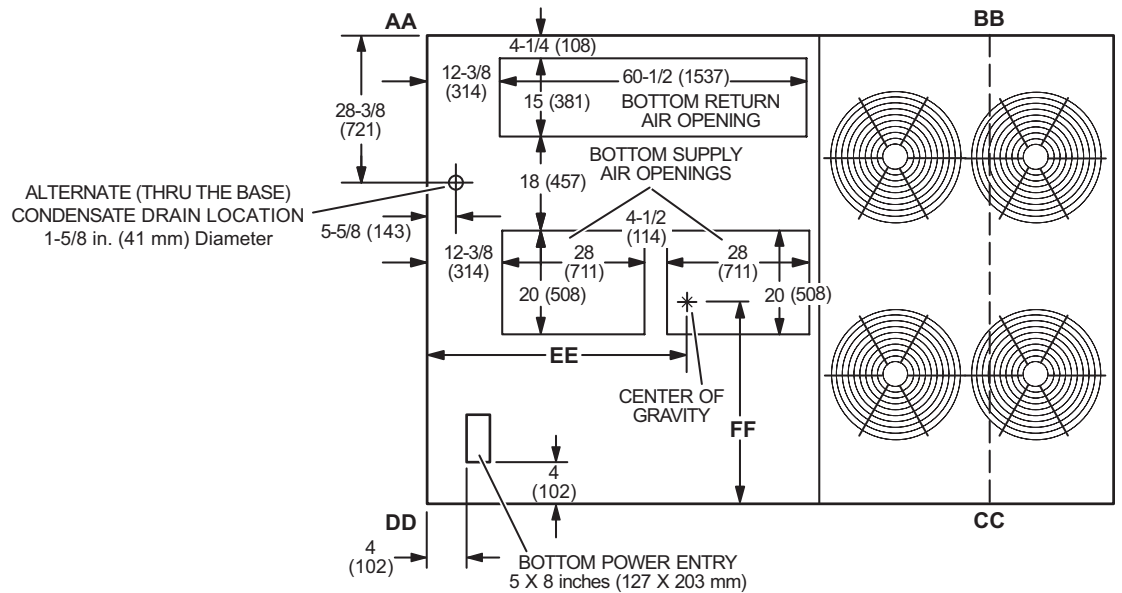 AA
BB
4-1/4 (108)
12-3/8
(314)
60-1/2 (1537)
15 (381)
BOTTOM RETURN
AIR OPENING
28-3/8
(721)
BOTTOM SUPPLY
AIR OPENINGS
18 (457)
ALTERNATE (THRU THE BASE)
CONDENSATE DRAIN LOCATION
1-5/8 in. (41 mm) Diameter
5-5/8 (143)
4-1/2
(114)
12-3/8
(314)
28
(711)
28
(711)
20 (508)
20 (508)
EE
CENTER OF
GRAVITY
FF
4
(102)
DD
CC
4
(102)
BOTTOM POWER ENTRY
5 X 8 inches (127 X 203 mm)